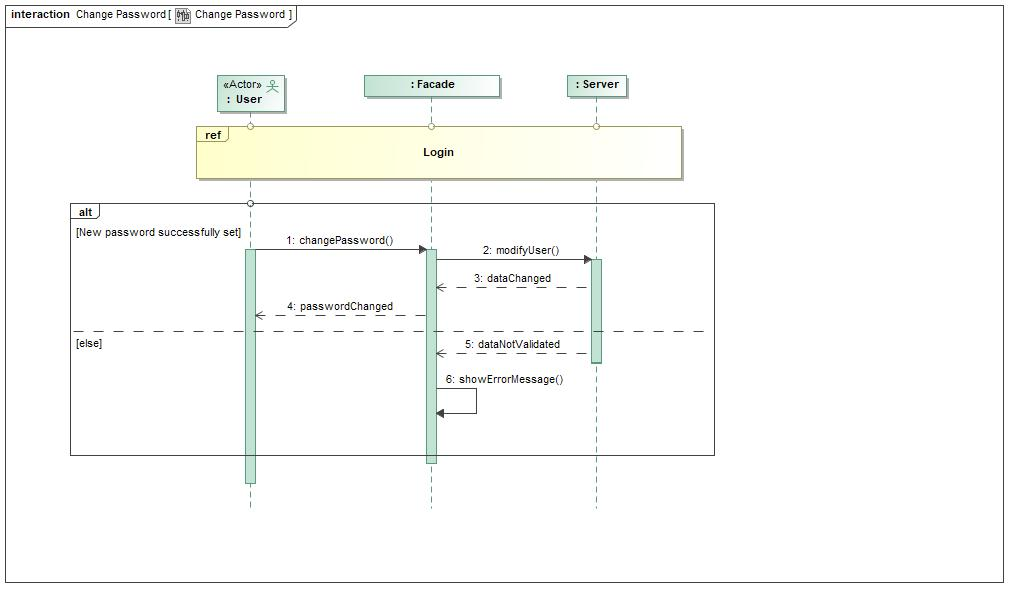 interaction Change Password[ Change Password ]
«Actor»
: User
: Facade
: Server
ref
Login
alt
[New password successfully set]
1: changePassword()
2: modifyUser()
3: dataChanged
4: passwordChanged
[else]
5: dataNotValidated
6: showErrorMessage()